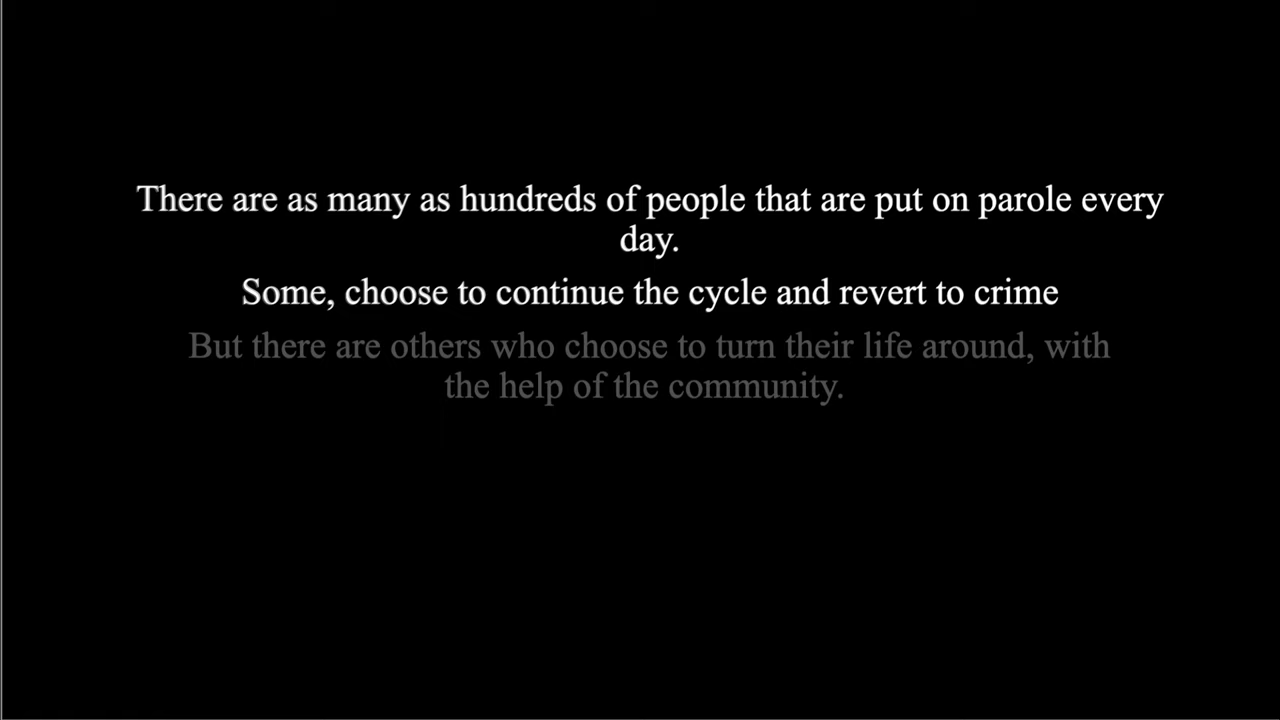 There are as many as hundreds of people that are put on parole every
day.
Some, choose to continue the cycle and revert to crime
But there are others who choose to turn their life around, with
the help of the community.